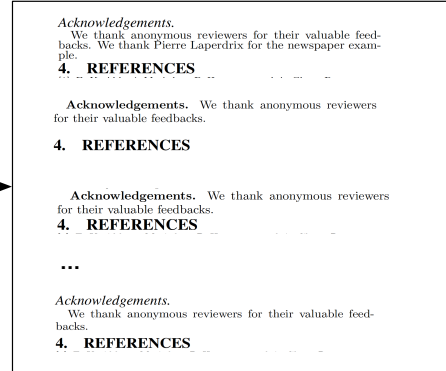 Acknowledgements.
We thank anonymous reviewers for their valuable feed-
backs. We thank Pierre Laperdrix for the newspaper exam-
ple.
4. REFERENCES
Acknowledgements. We thank anonymous reviewers
for their valuable feedbacks.
4. REFERENCES
Acknowledgements. We thank anonymous reviewers
for their valuable feedbacks.
4. REFERENCES
...
Acknowledgements.
We thank anonymous reviewers for their valuable feed-
backs.
4. REFERENCES